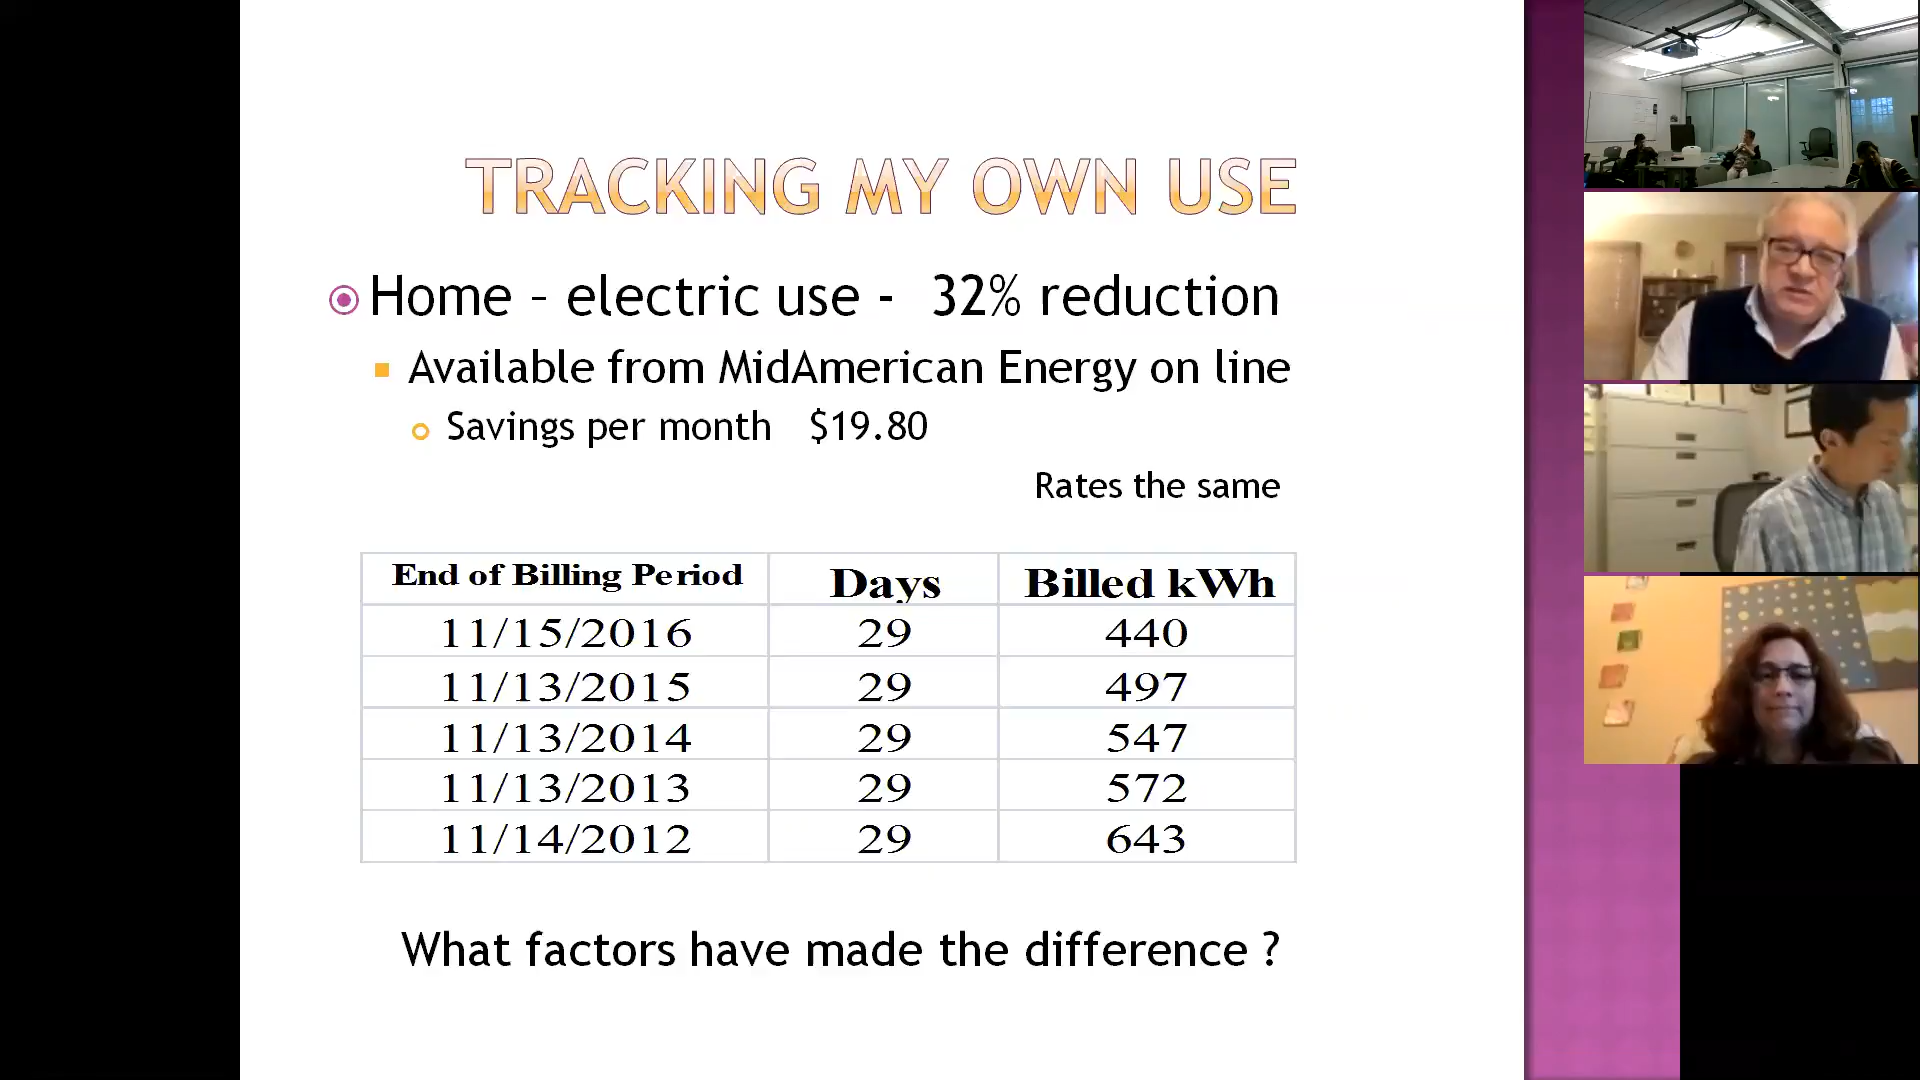 TRACKING MY OWN USE
Home – electric use - 32% reduction
Available from MidAmerican Energy on line
Savings per month $19.80
Rates the same
End of Billing Period Days Billed kWh
11/15/2016 29 440
11/13/2015 29 497
11/13/2014 29 547
11/13/2013 29 572
11/14/2012 29 643
What factors have made the difference ?